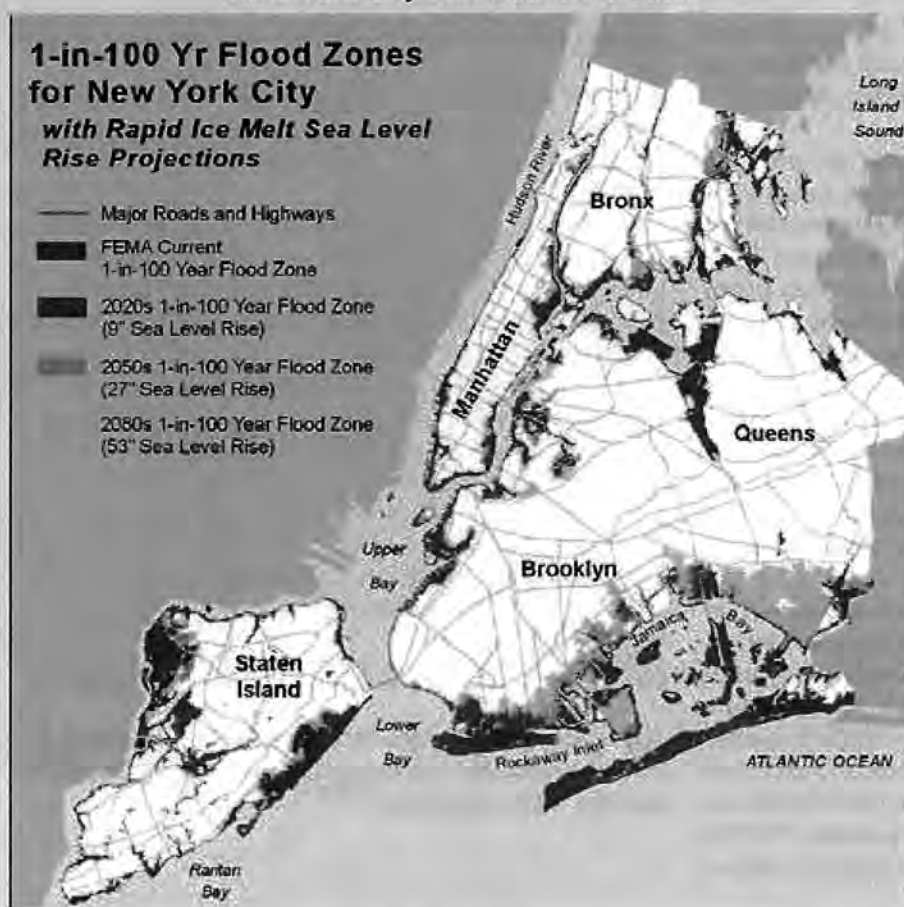 1-in-100 Yr Flood Zones
for New York City
with Rapid Ice Melt Sea Level
Rise Projections
Major Roads and Highways
FEMA Current
1-in-100 Year Flood Zone
2020s 1-in-100 Year Flood Zone
(9" Sea Level Rise)
2050s 1-in-100 Year Flood Zone
(27" Sea Level Rise)
2080s 1-in-100 Year Flood Zone
(53" Sea Level Rise)
Long
Island
Sound
Hudson River
Bronx
Manhattan
Queens
Upper
Bay
Brooklyn
Jamaica
Bay
Staten
Island
Lower
Bay
Rockaway Inlet
ATLANTIC OCEAN
Raritan
Bay